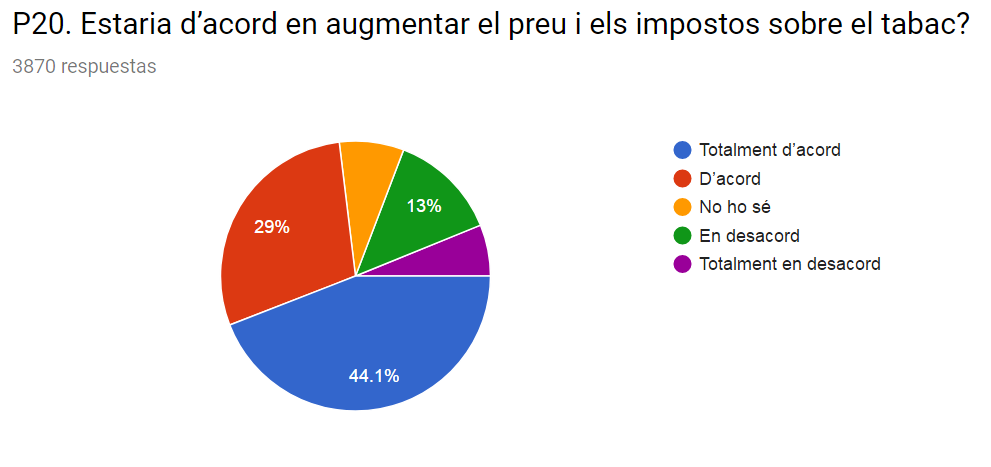 P20. Estaria d’acord en augmentar el preu i els impostos sobre el tabac?
3870 respuestas
Totalment d’acord
D’acord
No ho sé
En desacord
Totalment en desacord
13%
29%
44.1%